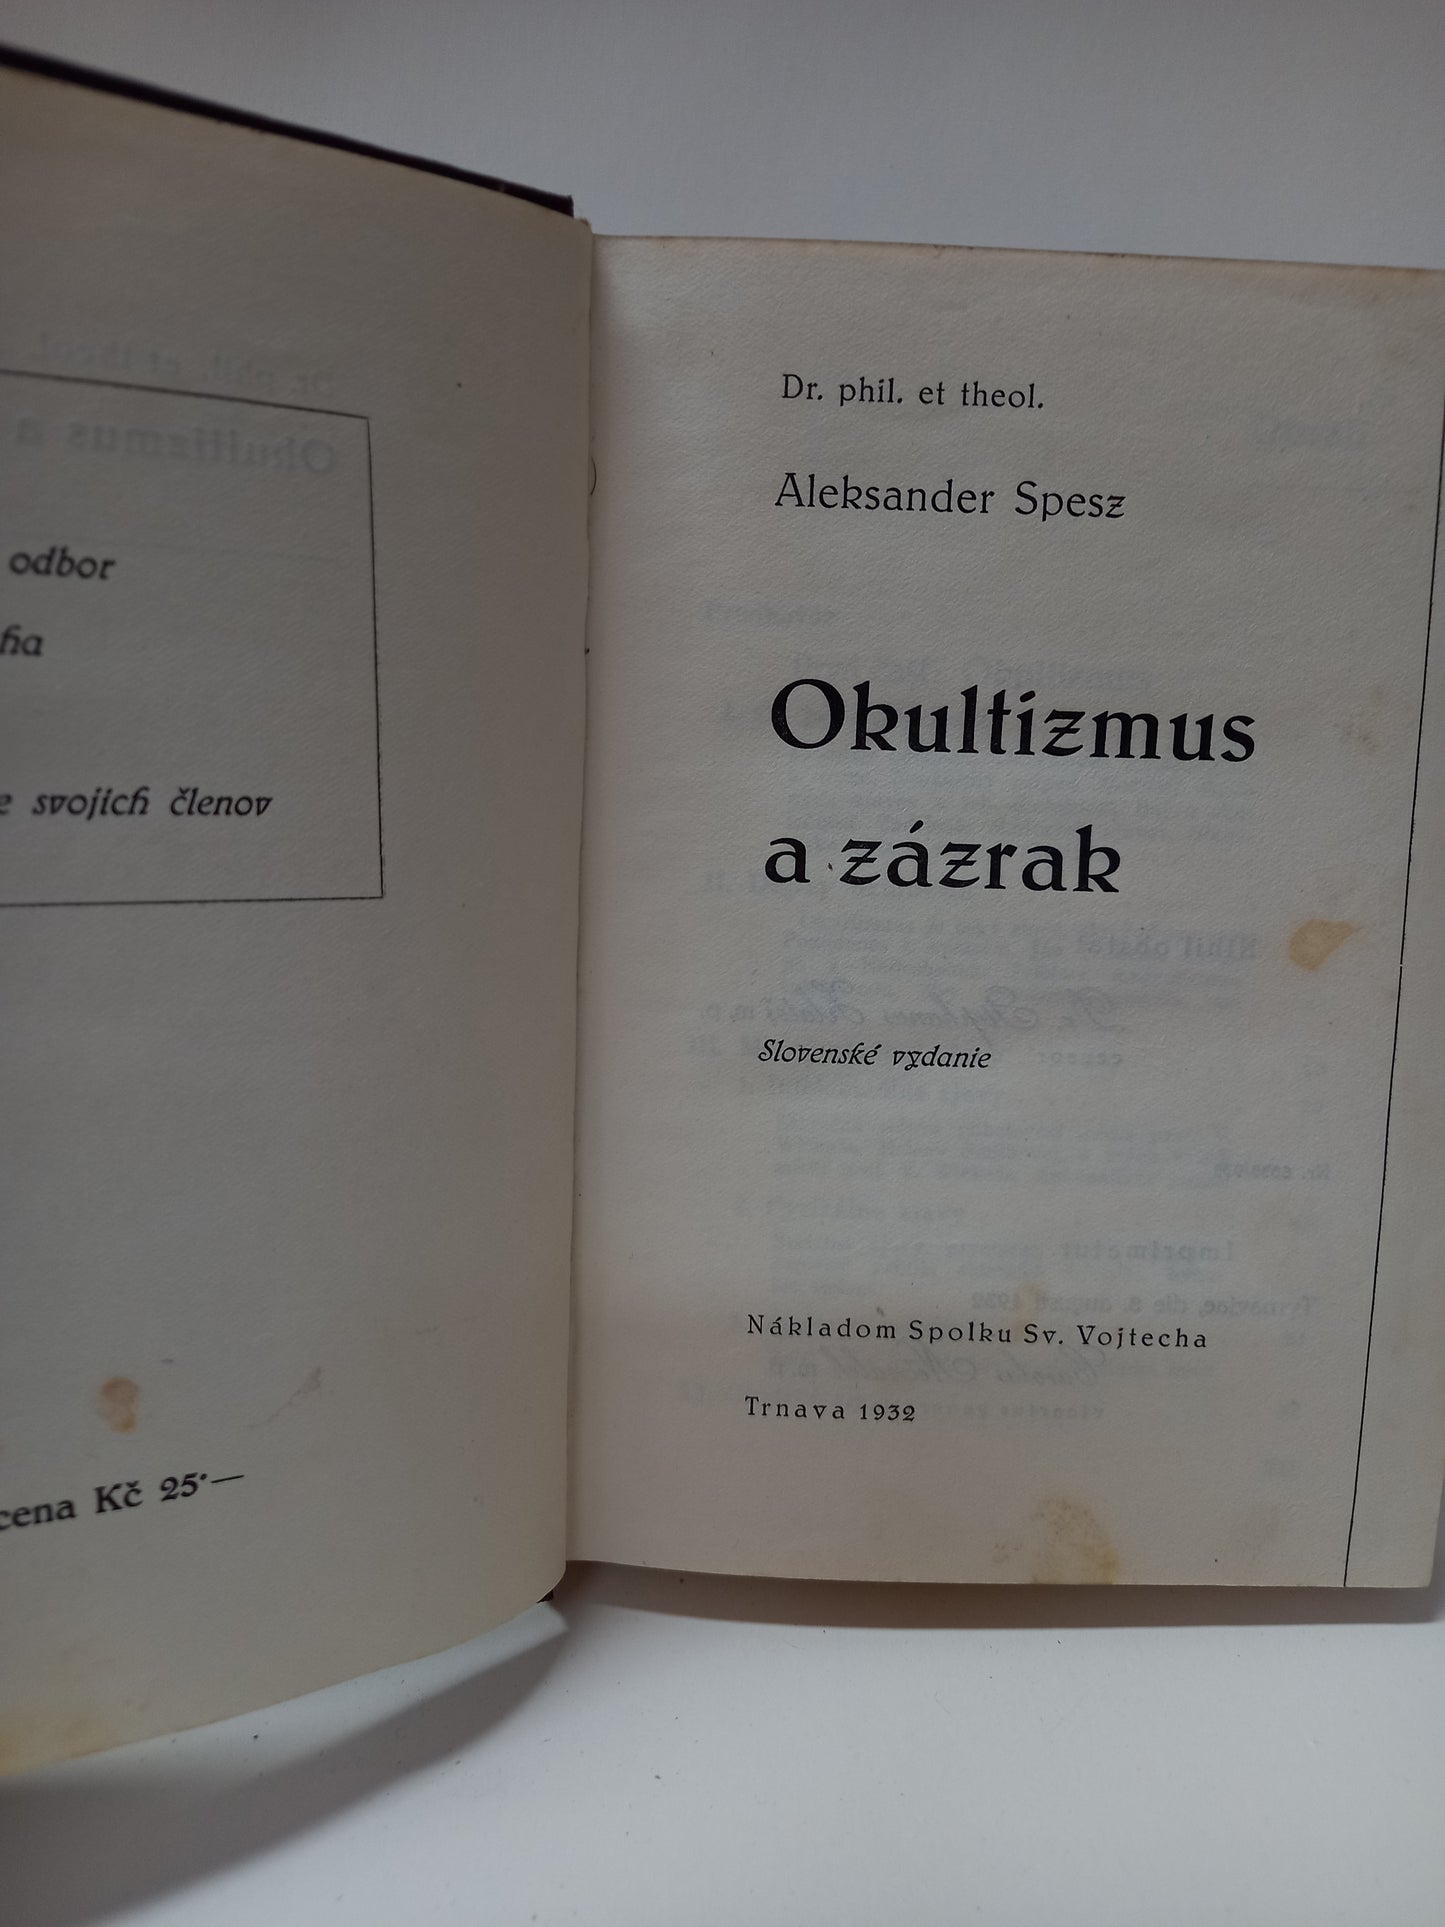 odbor
svojich členov
cena Kč 25·—
Dr. phil. et theol.
Aleksander Spesz
Okultizmus
a zázrak
Slovenské vydanie
Nákladom Spolku Sv. Vojtecha
Trnava 1932